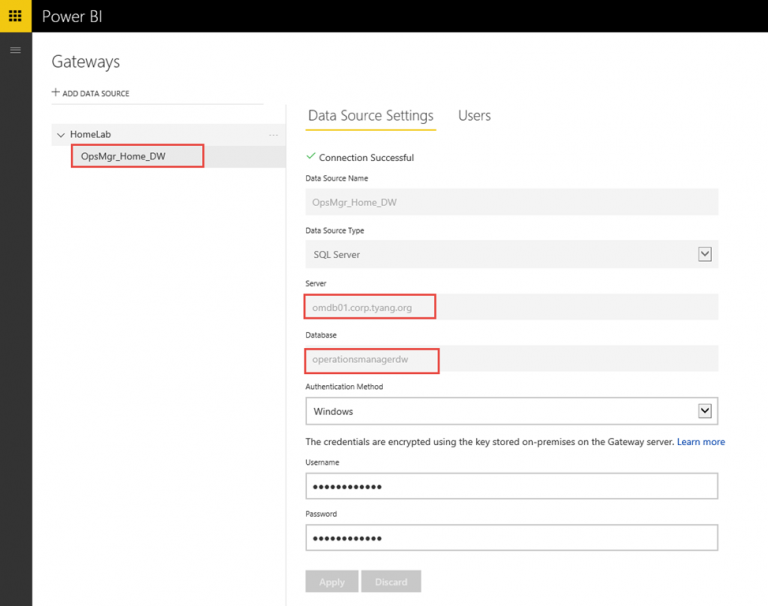 Power BI
Gateways
+ ADD DATA SOURCE
HomeLab ...
OpsMgr_Home_DW
Data Source Settings Users
Connection Successful
Data Source Name
OpsMgr_Home_DW
Data Source Type
SQL Server
Server
omdb01.corp.tyang.org
Database
operationsmanagerdw
Authentication Method
Windows
The credentials are encrypted using the key stored on-premises on the Gateway server. Learn more
Username
••••••••••••
Password
••••••••••••
Apply Discard